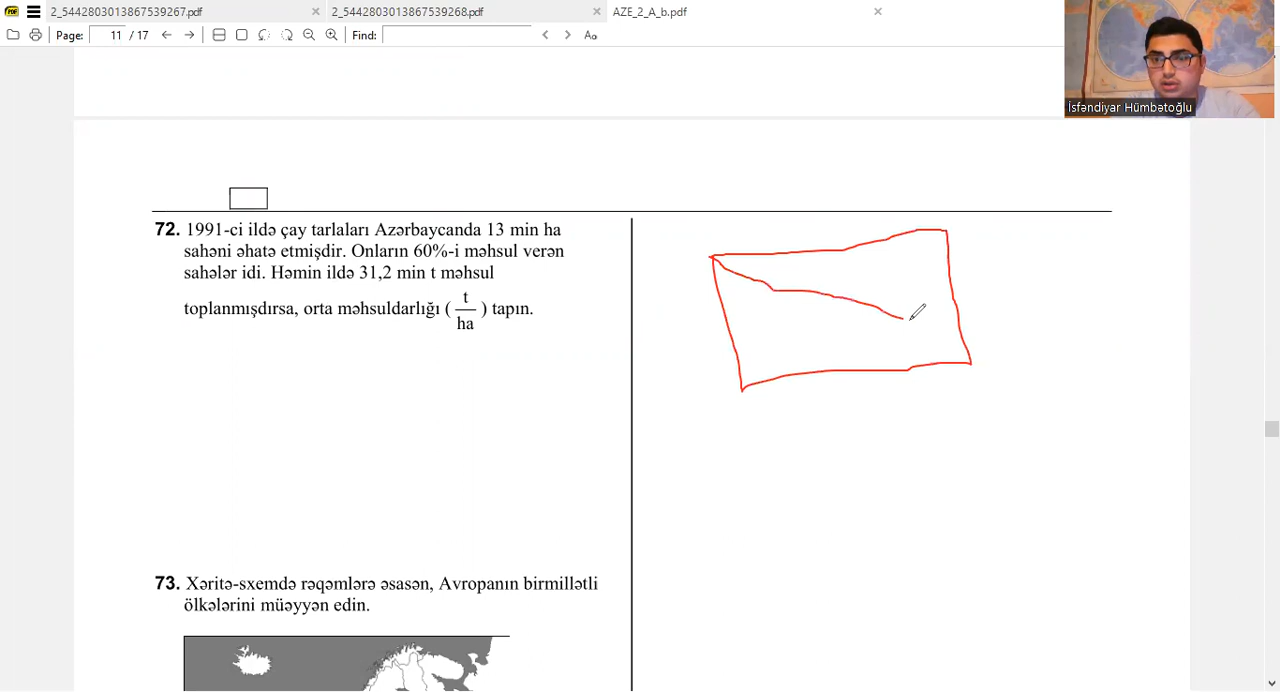 2_5442803013867539267.pdf
2_5442803013867539268.pdf
AZE_2_A_b.pdf
Page: 11 / 17
Find:
Aa
İsfəndiyar Hümbətoğlu
72. 1991-ci ildə çay tarlaları Azərbaycanda 13 min ha
sahəni əhatə etmişdir. Onların 60%-i məhsul verən
sahələr idi. Həmin ildə 31,2 min t məhsul
toplanmışdırsa, orta məhsuldarlığı ( t/ha ) tapın.
73. Xəritə-sxemdə rəqəmlərə əsasən, Avropanın birmillətli
ölkələrini müəyyən edin.